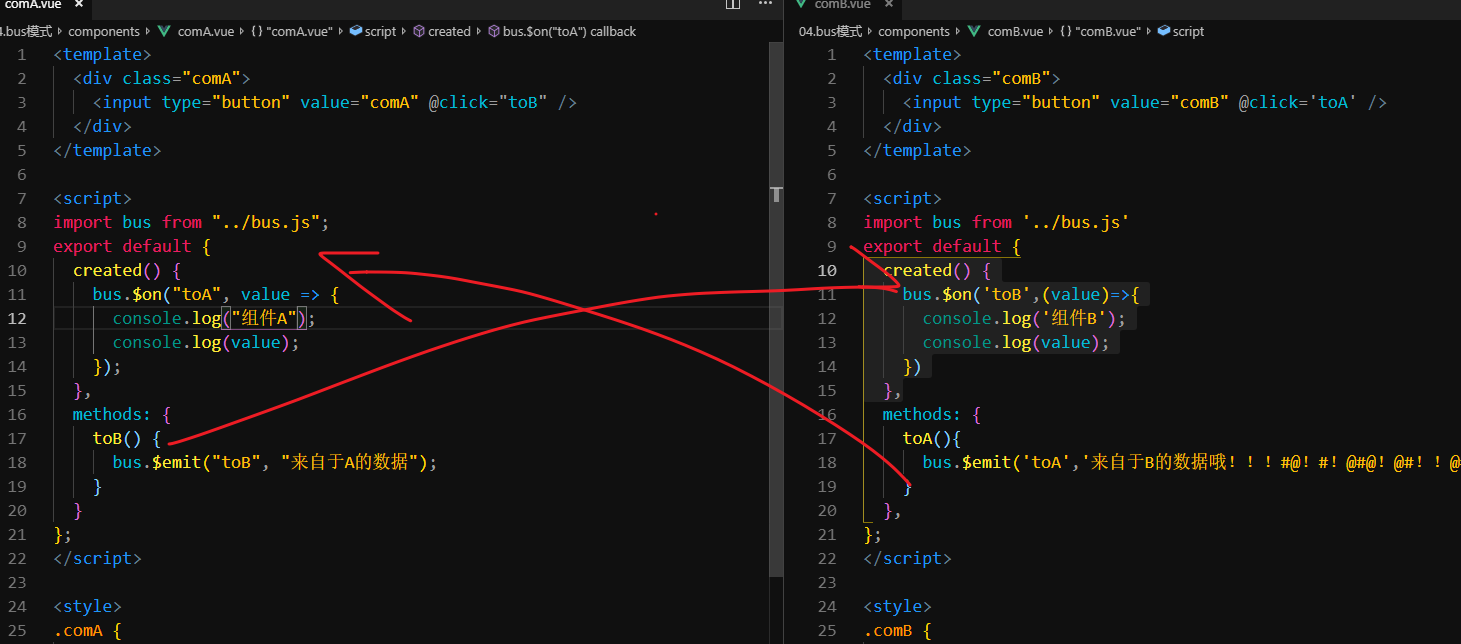 comA.vue ×
04.bus模式 > components > comA.vue > {} "comA.vue" > script > created > bus.$on("toA") callback
1 <template>
2 <div class="comA">
3 <input type="button" value="comA" @click="toB" />
4 </div>
5 </template>
6
7 <script>
8 import bus from "../bus.js";
9 export default {
10 created() {
11 bus.$on("toA", value => {
12 console.log("组件A");
13 console.log(value);
14 });
15 },
16 methods: {
17 toB() {
18 bus.$emit("toB", "来自于A的数据");
19 }
20 }
21 };
22 </script>
23
24 <style>
25 .comA {
comB.vue ×
04.bus模式 > components > comB.vue > {} "comB.vue" > script
1 <template>
2 <div class="comB">
3 <input type="button" value="comB" @click='toA' />
4 </div>
5 </template>
6
7 <script>
8 import bus from '../bus.js'
9 export default {
10 created() {
11 bus.$on('toB',(value)=>{
12 console.log('组件B');
13 console.log(value);
14 })
15 },
16 methods: {
17 toA(){
18 bus.$emit('toA','来自于B的数据哦！！！#@！#！@#@！@#！！@
19 }
20 },
21 };
22 </script>
23
24 <style>
25 .comB {